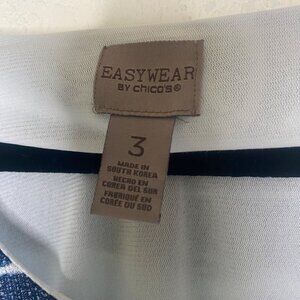 EASYWEAR
BY chico's®
3
MADE IN
SOUTH KOREA
HECHO EN
COREA DEL SUR
FABRIQUÉ EN
CORÉE DU SUD